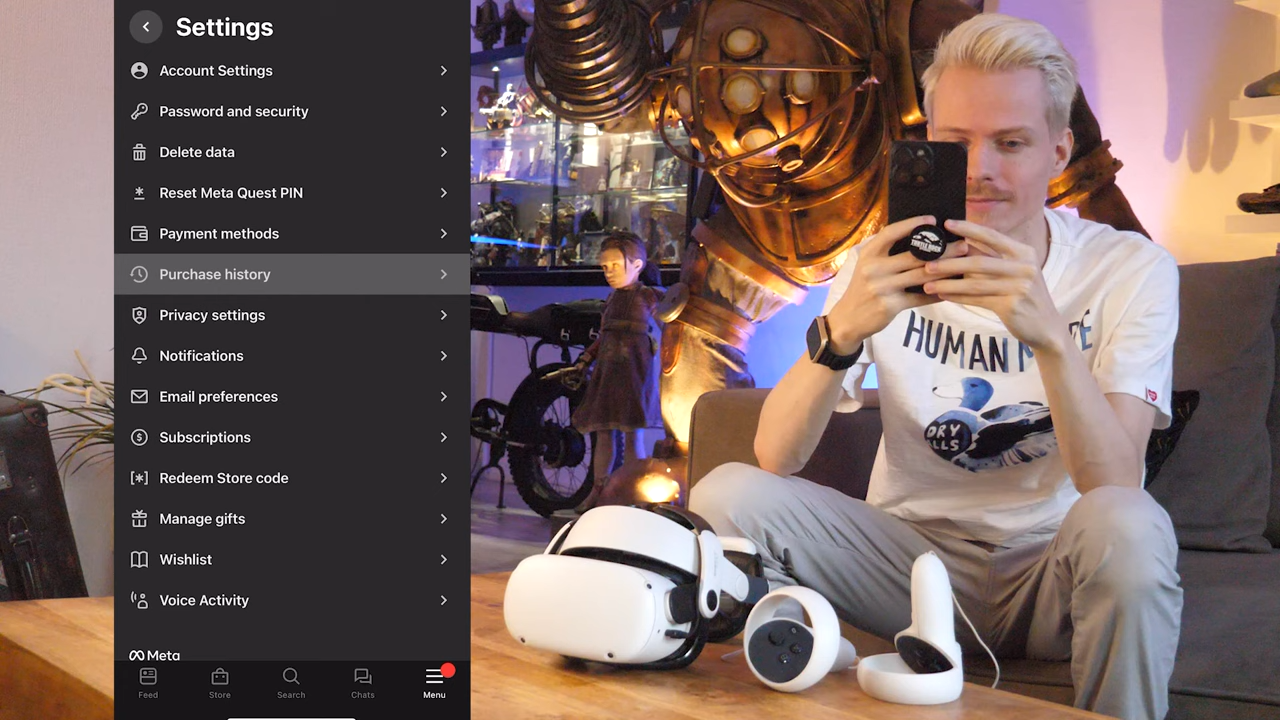 Settings
Account Settings
Password and security
Delete data
Reset Meta Quest PIN
Payment methods
Purchase history
Privacy settings
Notifications
Email preferences
Subscriptions
Redeem Store code
Manage gifts
Wishlist
Voice Activity
Meta
Feed
Store
Search
Chats
Menu
HUMAN
DRY